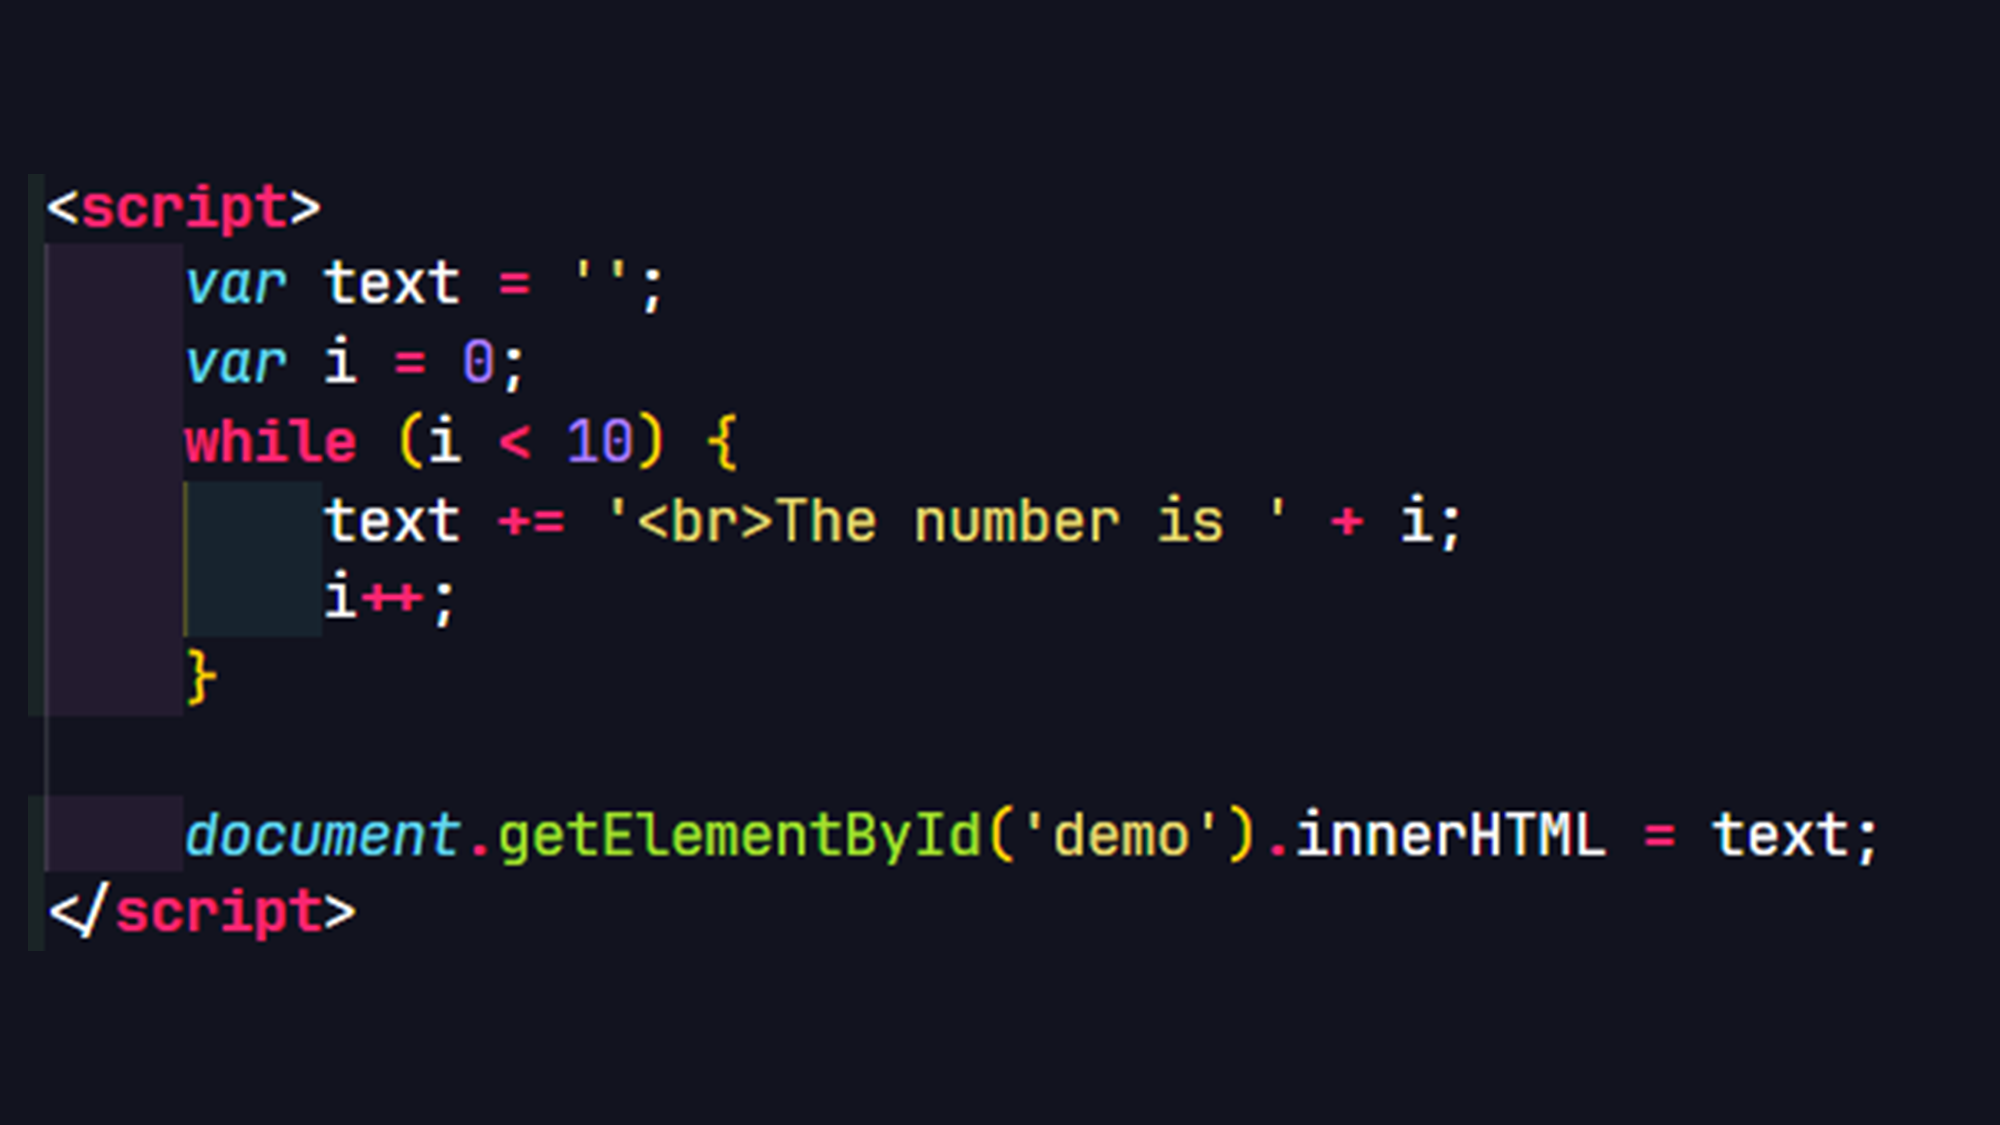 <script>
var text = '';
var i = 0;
while (i < 10) {
text += '<br>The number is ' + i;
i++;
}
document.getElementById('demo').innerHTML = text;
</script>